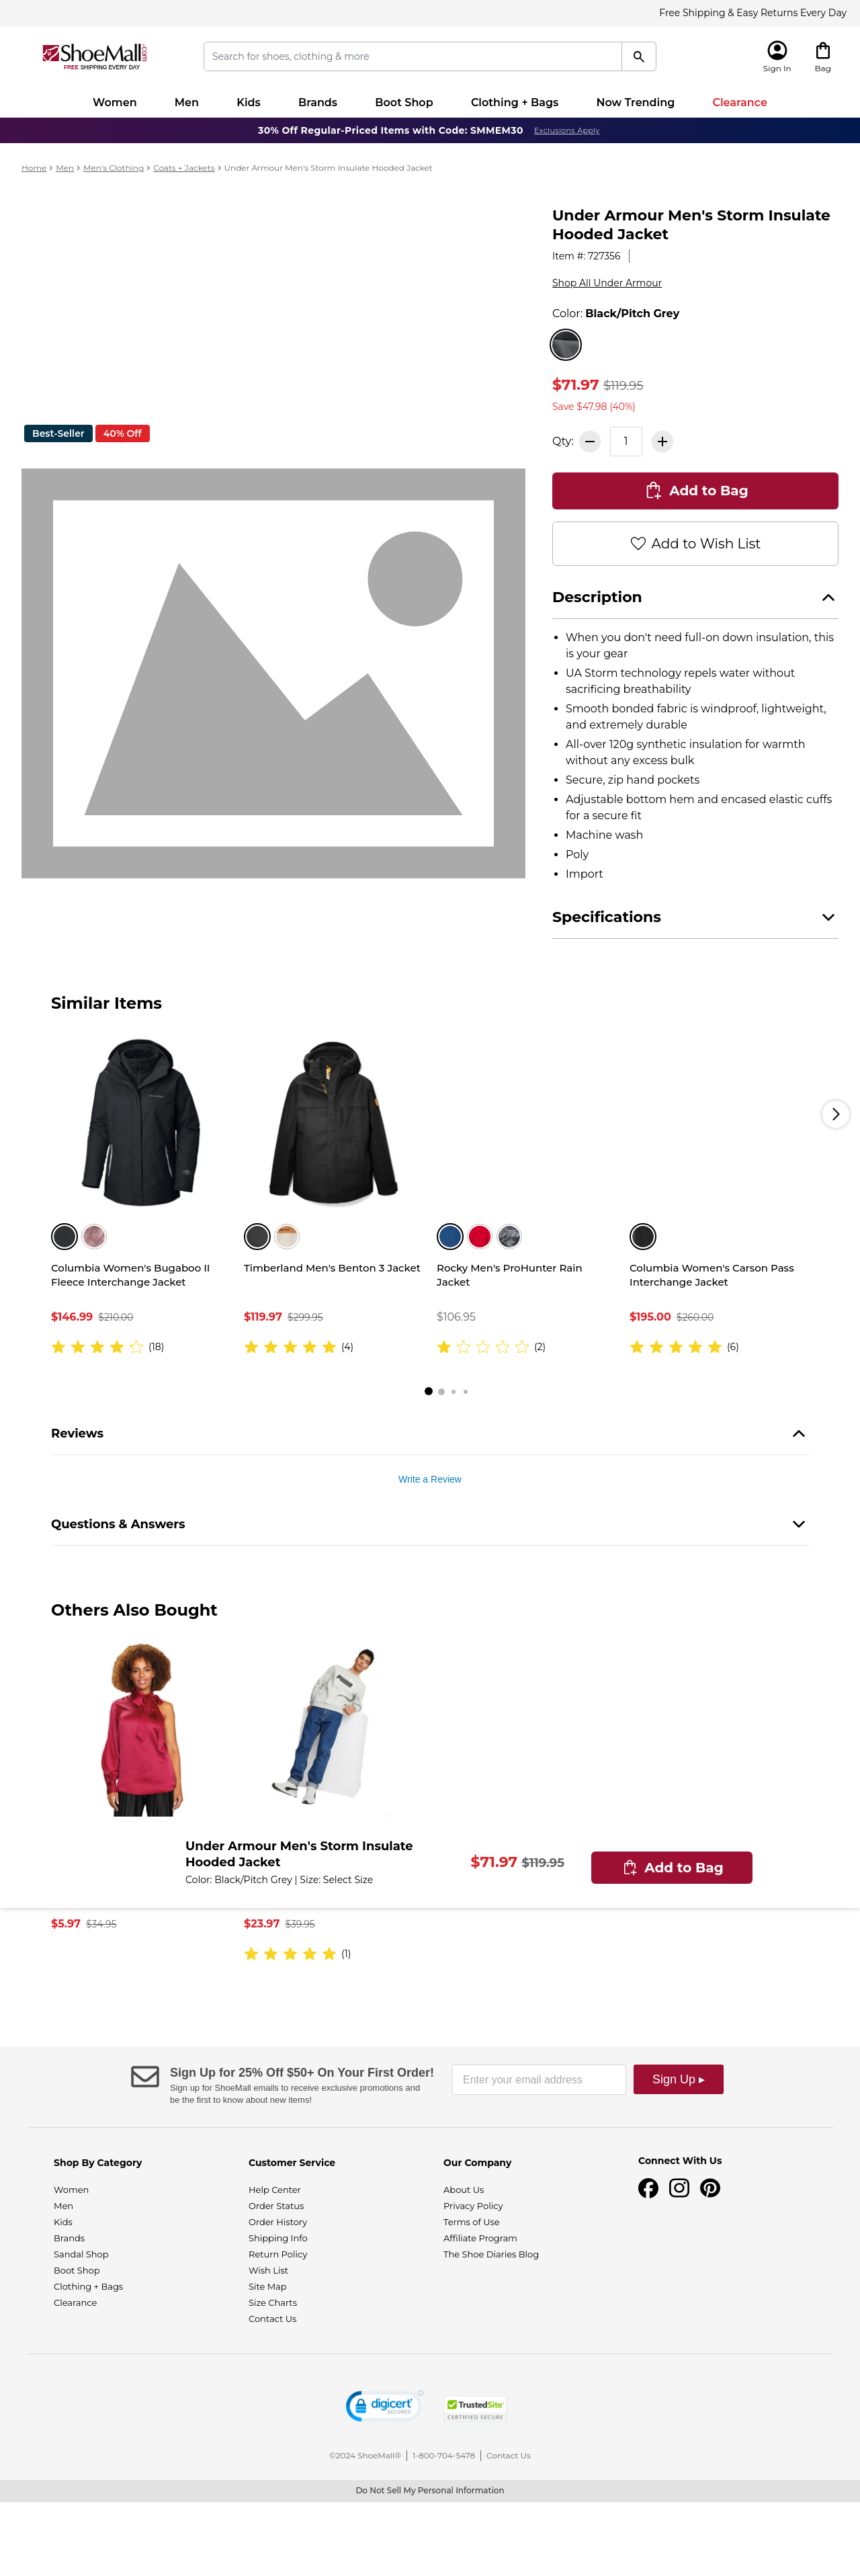 Free Shipping & Easy Returns Every Day
ShoeMall.com
FREE SHIPPING EVERY DAY
Search for shoes, clothing & more
Sign In
Bag
Women Men Kids Brands Boot Shop Clothing + Bags Now Trending Clearance
30% Off Regular-Priced Items with Code: SMMEM30 Exclusions Apply
Home > Men > Men's Clothing > Coats + Jackets > Under Armour Men's Storm Insulate Hooded Jacket
Under Armour Men's Storm Insulate
Hooded Jacket
Item #: 727356
Shop All Under Armour
Color: Black/Pitch Grey
$71.97 $119.95
Save $47.98 (40%)
Best-Seller 40% Off
Qty: 1
Add to Bag
Add to Wish List
Description
When you don't need full-on down insulation, this
is your gear
UA Storm technology repels water without
sacrificing breathability
Smooth bonded fabric is windproof, lightweight,
and extremely durable
All-over 120g synthetic insulation for warmth
without any excess bulk
Secure, zip hand pockets
Adjustable bottom hem and encased elastic cuffs
for a secure fit
Machine wash
Poly
Import
Specifications
Similar Items
Columbia Women's Bugaboo II
Fleece Interchange Jacket
$146.99 $210.00
(18)
Timberland Men's Benton 3 Jacket
$119.97 $299.95
(4)
Rocky Men's ProHunter Rain
Jacket
$106.95
(2)
Columbia Women's Carson Pass
Interchange Jacket
$195.00 $260.00
(6)
Reviews
Write a Review
Questions & Answers
Others Also Bought
PUMA
Under Armour Men's Storm Insulate
Hooded Jacket
Color: Black/Pitch Grey | Size: Select Size
$71.97 $119.95
Add to Bag
$5.97 $34.95
$23.97 $39.95
(1)
Sign Up for 25% Off $50+ On Your First Order!
Sign up for ShoeMall emails to receive exclusive promotions and
be the first to know about new items!
Enter your email address
Sign Up ▸
Shop By Category
Women
Men
Kids
Brands
Sandal Shop
Boot Shop
Clothing + Bags
Clearance
Customer Service
Help Center
Order Status
Order History
Shipping Info
Return Policy
Wish List
Site Map
Size Charts
Contact Us
Our Company
About Us
Privacy Policy
Terms of Use
Affiliate Program
The Shoe Diaries Blog
Connect With Us
digicert
TrustedSite
CERTIFIED SECURE
©2024 ShoeMall® | 1-800-704-5478 | Contact Us
Do Not Sell My Personal Information